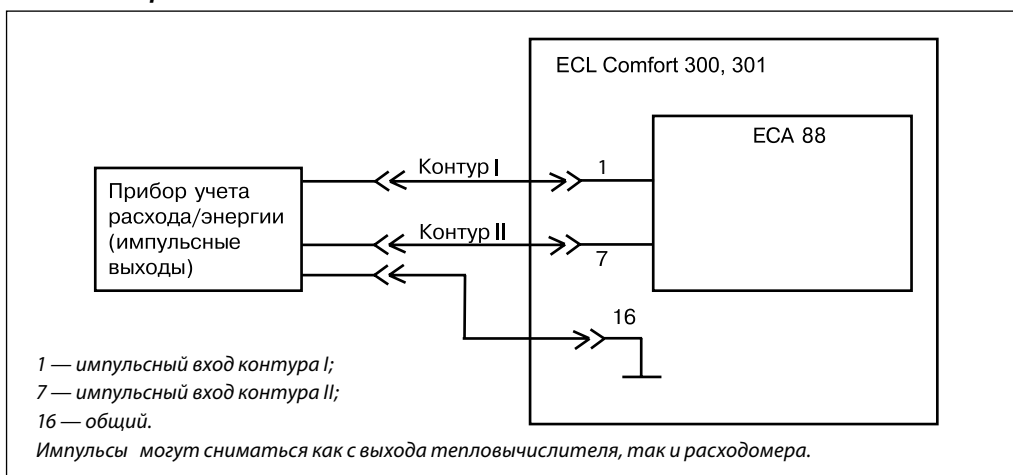 ECL Comfort 300, 301
ECA 88
Прибор учета
расхода/энергии
(импульсные
выходы)
Контур I
1
Контур II
7
16
1 — импульсный вход контура I;
7 — импульсный вход контура II;
16 — общий.
Импульсы могут сниматься как с выхода тепловычислителя, так и расходомера.